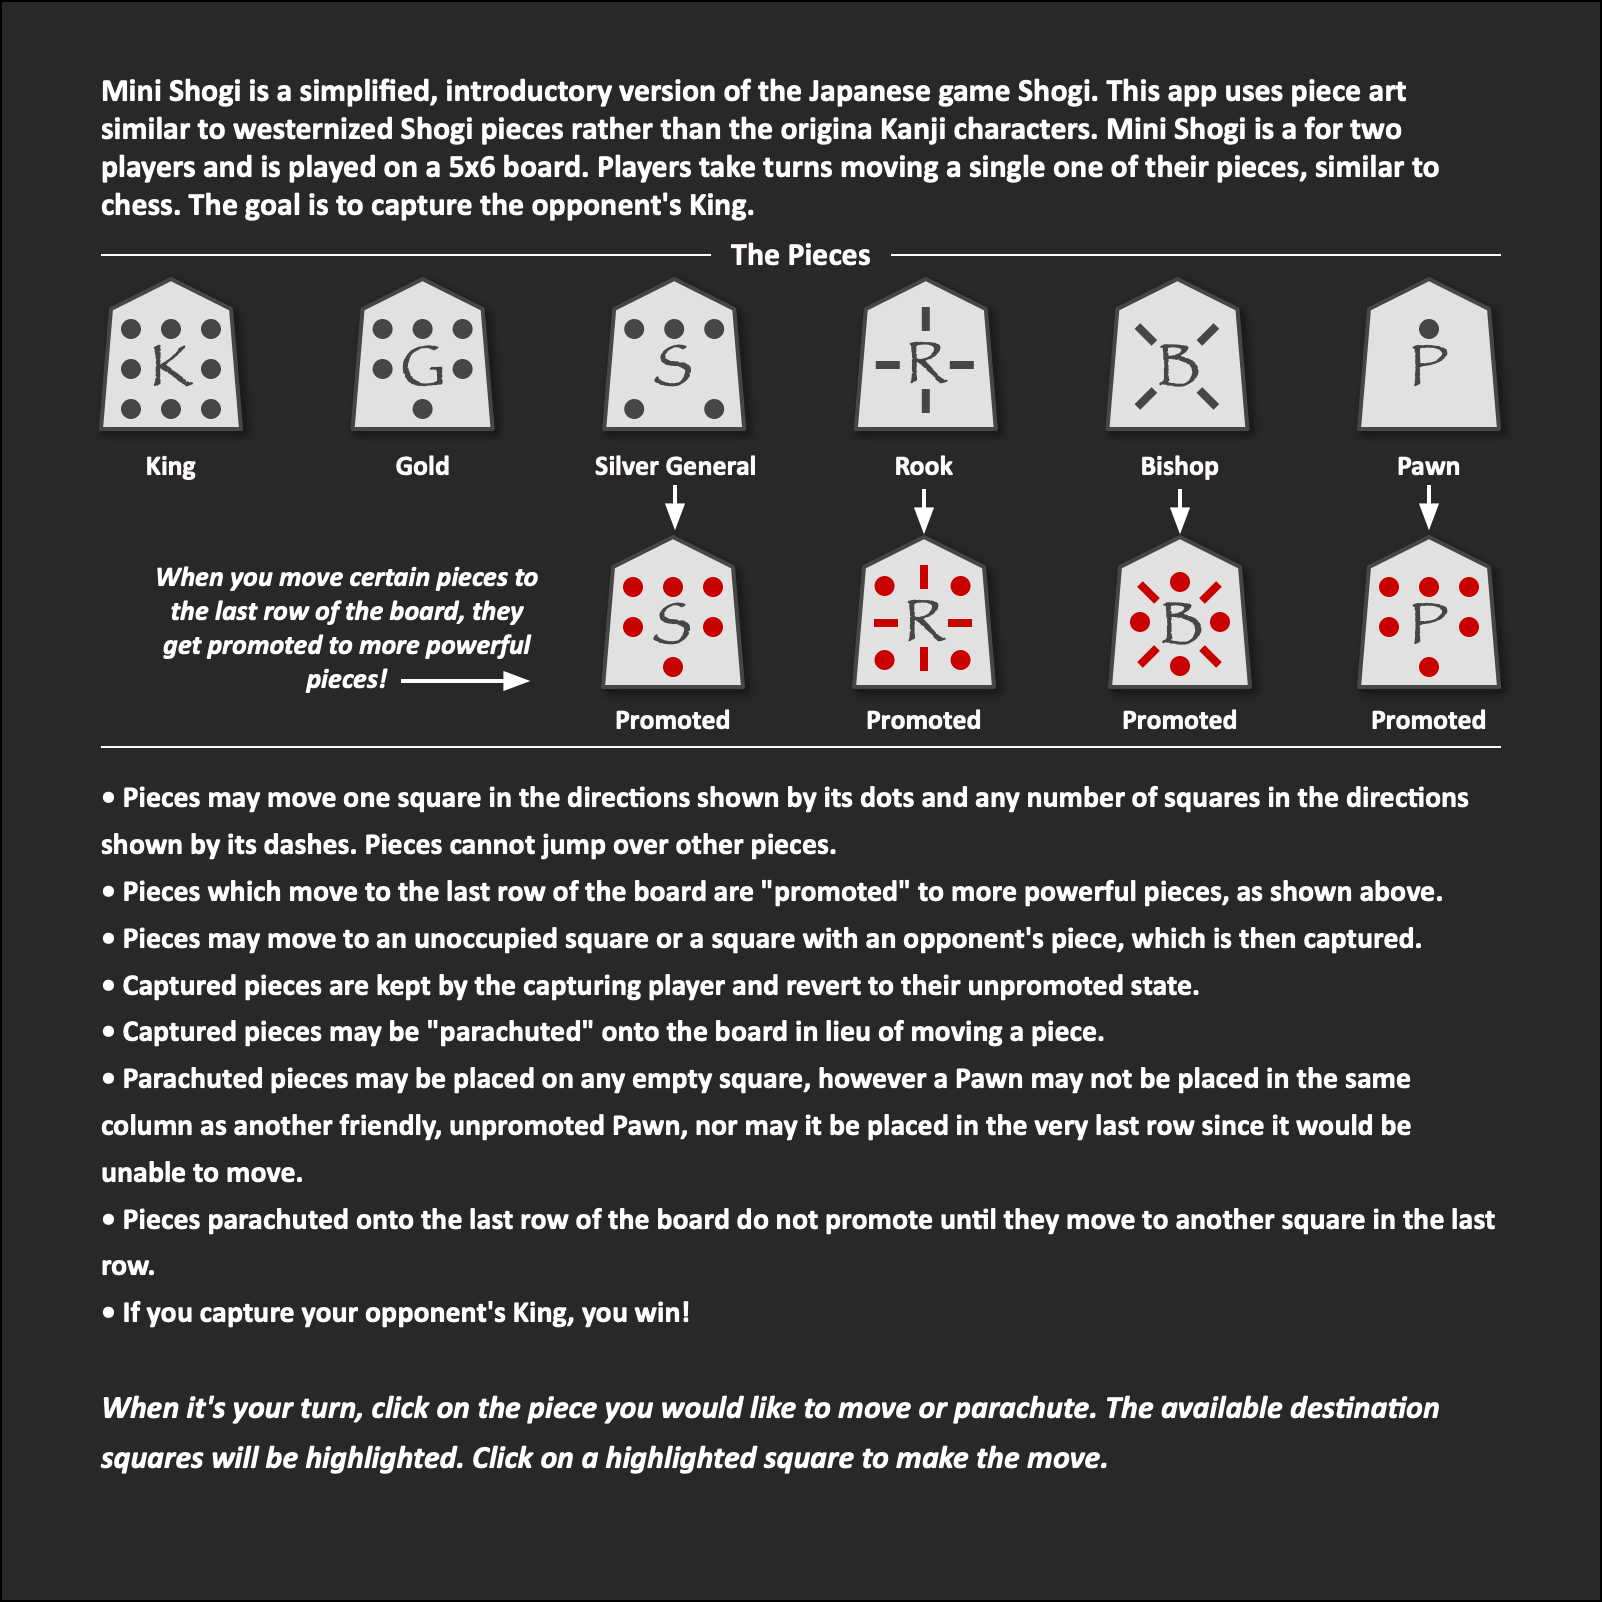 Mini Shogi is a simplified, introductory version of the Japanese game Shogi. This app uses piece art
similar to westernized Shogi pieces rather than the origina Kanji characters. Mini Shogi is a for two
players and is played on a 5x6 board. Players take turns moving a single one of their pieces, similar to
chess. The goal is to capture the opponent's King.
The Pieces
K G S R B P
King Gold Silver General Rook Bishop Pawn
When you move certain pieces to
the last row of the board, they
get promoted to more powerful
pieces!
S R B P
Promoted Promoted Promoted Promoted
• Pieces may move one square in the directions shown by its dots and any number of squares in the directions
shown by its dashes. Pieces cannot jump over other pieces.
• Pieces which move to the last row of the board are "promoted" to more powerful pieces, as shown above.
• Pieces may move to an unoccupied square or a square with an opponent's piece, which is then captured.
• Captured pieces are kept by the capturing player and revert to their unpromoted state.
• Captured pieces may be "parachuted" onto the board in lieu of moving a piece.
• Parachuted pieces may be placed on any empty square, however a Pawn may not be placed in the same
column as another friendly, unpromoted Pawn, nor may it be placed in the very last row since it would be
unable to move.
• Pieces parachuted onto the last row of the board do not promote until they move to another square in the last
row.
• If you capture your opponent's King, you win!
When it's your turn, click on the piece you would like to move or parachute. The available destination
squares will be highlighted. Click on a highlighted square to make the move.